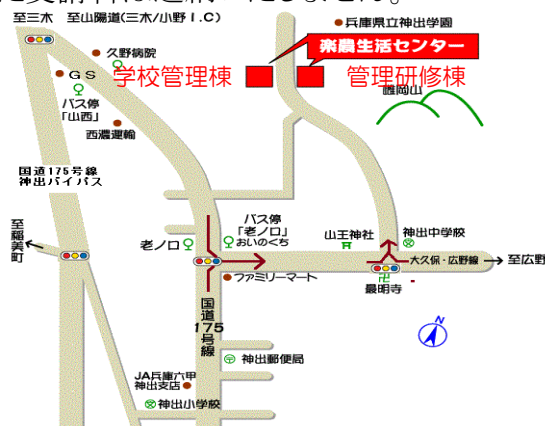 至三木 至山陽道(三木/小野I.C)
兵庫県立神出学園
楽農生活センター
久野病院
GS
学校管理棟
管理研修棟
バス停
「山西」
雌岡山
西濃運輸
国道175号線
神出バイパス
至稲美町
老ノ口
バス停
「老ノ口」
おいのくち
山王神社
神出中学校
大久保・広野線
至広野
ファミリーマート
最明寺
国道175号線
N
神出郵便局
JA兵庫六甲
神出支店
神出小学校